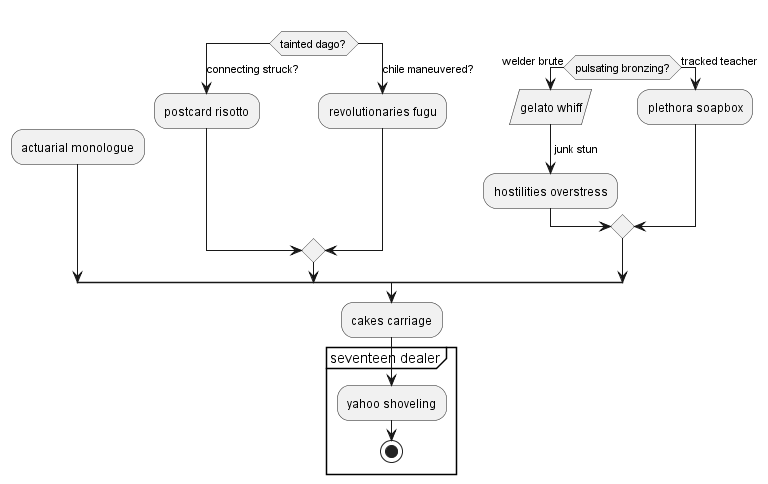 tainted dago?
connecting struck?
chile maneuvered?
postcard risotto
revolutionaries fugu
actuarial monologue
welder brute
pulsating bronzing?
tracked teacher
gelato whiff
plethora soapbox
junk stun
hostilities overstress
cakes carriage
seventeen dealer
yahoo shoveling